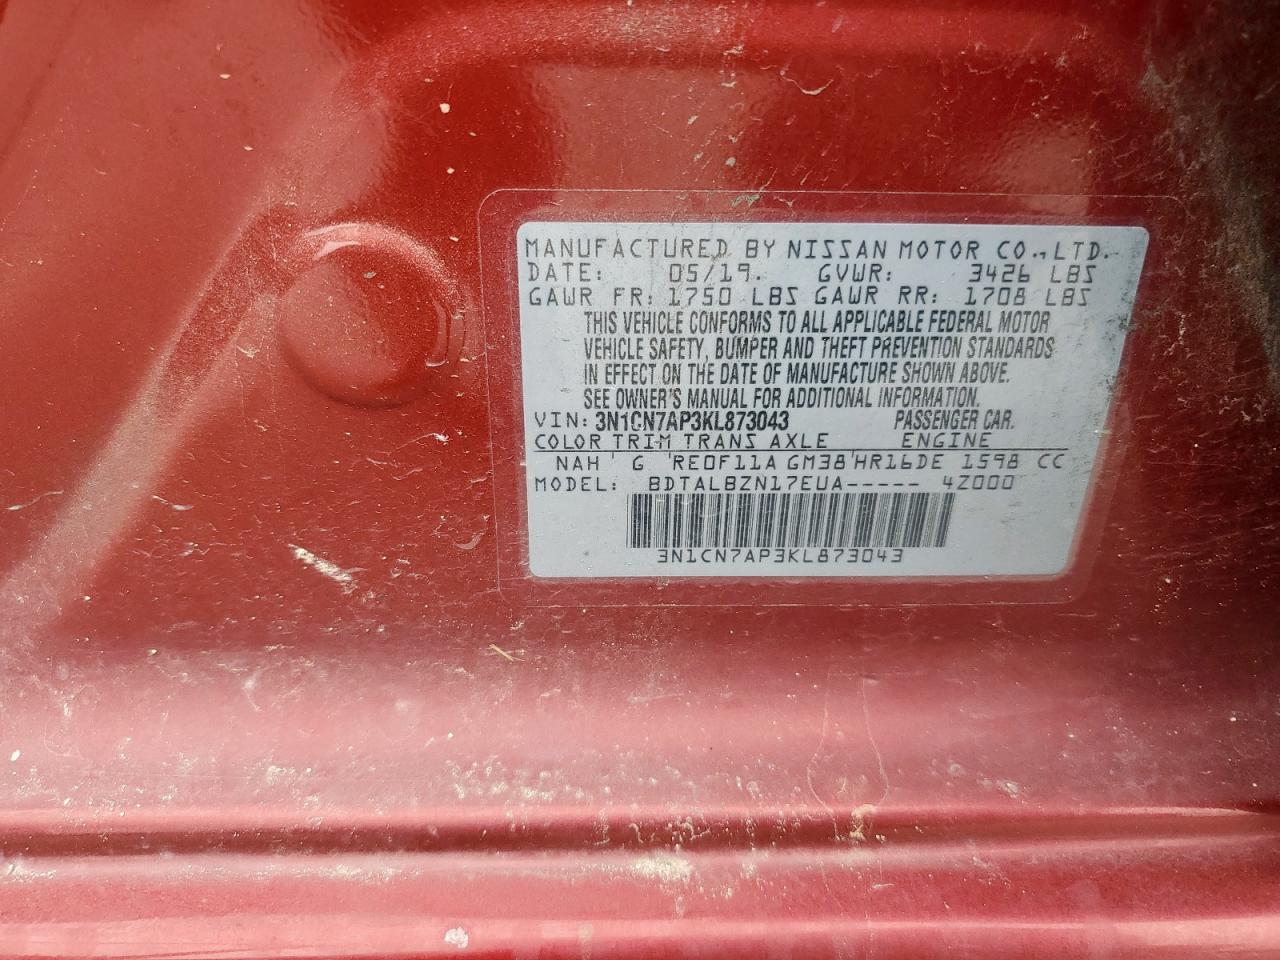 MANUFACTURED BY NISSAN MOTOR CO.,LTD.
DATE: 05/19. GVWR: 3426 LBS
GAWR FR: 1750 LBS GAWR RR: 1708 LBS
THIS VEHICLE CONFORMS TO ALL APPLICABLE FEDERAL MOTOR
VEHICLE SAFETY, BUMPER AND THEFT PREVENTION STANDARDS
IN EFFECT ON THE DATE OF MANUFACTURE SHOWN ABOVE.
SEE OWNER'S MANUAL FOR ADDITIONAL INFORMATION.
VIN: 3N1CN7AP3KL873043 PASSENGER CAR.
COLOR TRIM TRANS AXLE ENGINE
NAH G RE0F11A GM38 HR16DE 1598 CC
MODEL: BDTALBZN17EUA----- 4Z000
3N1CN7AP3KL873043